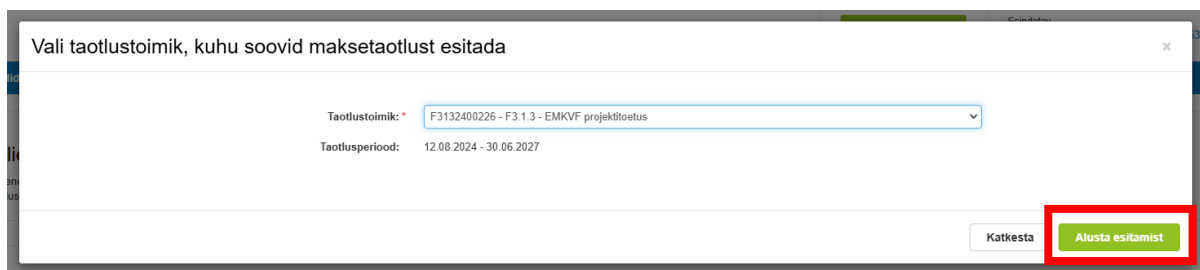 Esindatav
Vali taotlustoimik, kuhu soovid maksetaotlust esitada
×
Taotlustoimik: *
F3132400226 - F3.1.3 - EMKVF projektitoetus
Taotlusperiood:
12.08.2024 - 30.06.2027
Katkesta
Alusta esitamist